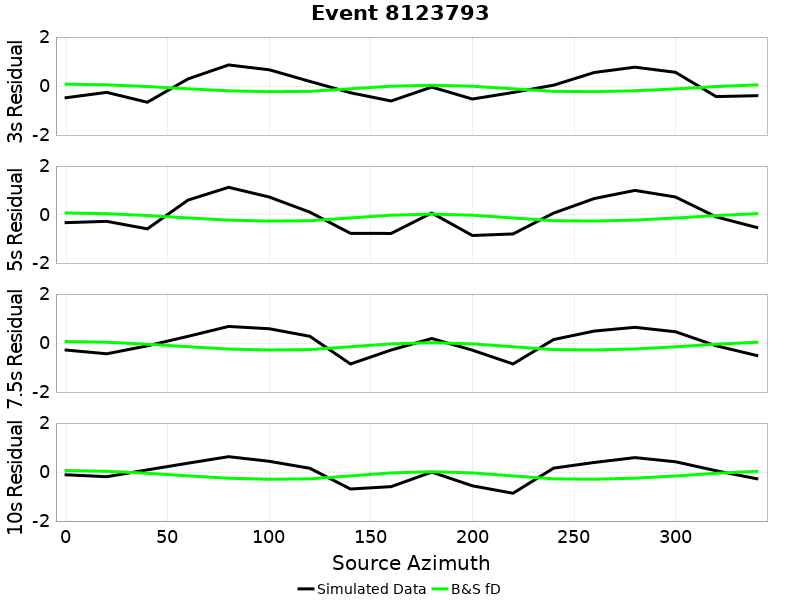 Event 8123793
3s Residual
2
0
-2
5s Residual
2
0
-2
7.5s Residual
2
0
-2
10s Residual
2
0
-2
0 50 100 150 200 250 300
Source Azimuth
Simulated Data B&S fD